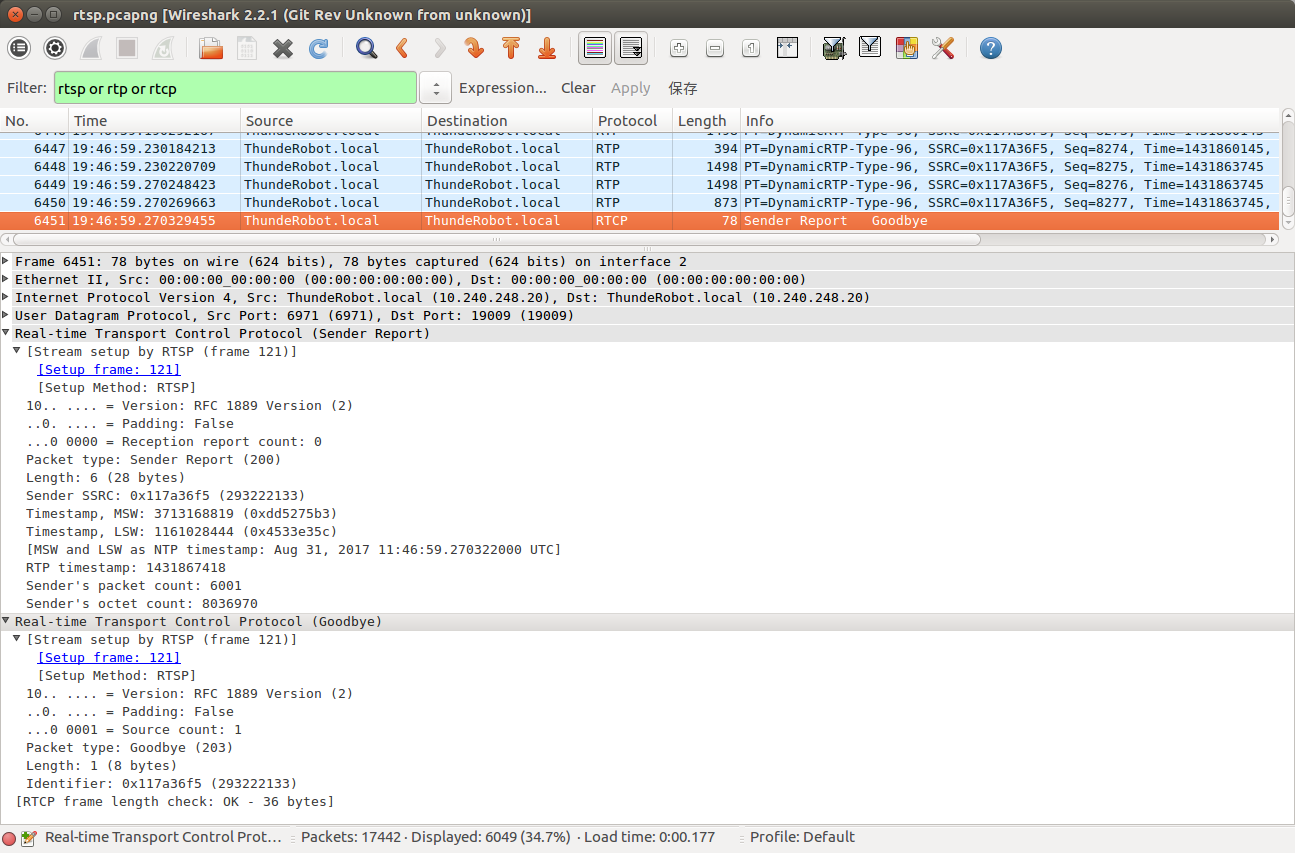 rtsp.pcapng [Wireshark 2.2.1 (Git Rev Unknown from unknown)]
Filter: rtsp or rtp or rtcp Expression... Clear Apply 保存
No. Time Source Destination Protocol Length Info
6447 19:46:59.230184213 ThundeRobot.local ThundeRobot.local RTP 394 PT=DynamicRTP-Type-96, SSRC=0x117A36F5, Seq=8274, Time=1431860145,
6448 19:46:59.230220709 ThundeRobot.local ThundeRobot.local RTP 1498 PT=DynamicRTP-Type-96, SSRC=0x117A36F5, Seq=8275, Time=1431863745
6449 19:46:59.270248423 ThundeRobot.local ThundeRobot.local RTP 1498 PT=DynamicRTP-Type-96, SSRC=0x117A36F5, Seq=8276, Time=1431863745
6450 19:46:59.270269663 ThundeRobot.local ThundeRobot.local RTP 873 PT=DynamicRTP-Type-96, SSRC=0x117A36F5, Seq=8277, Time=1431863745,
6451 19:46:59.270329455 ThundeRobot.local ThundeRobot.local RTCP 78 Sender Report Goodbye
Frame 6451: 78 bytes on wire (624 bits), 78 bytes captured (624 bits) on interface 2
Ethernet II, Src: 00:00:00_00:00:00 (00:00:00:00:00:00), Dst: 00:00:00_00:00:00 (00:00:00:00:00:00)
Internet Protocol Version 4, Src: ThundeRobot.local (10.240.248.20), Dst: ThundeRobot.local (10.240.248.20)
User Datagram Protocol, Src Port: 6971 (6971), Dst Port: 19009 (19009)
Real-time Transport Control Protocol (Sender Report)
[Stream setup by RTSP (frame 121)]
[Setup frame: 121]
[Setup Method: RTSP]
10.. .... = Version: RFC 1889 Version (2)
..0. .... = Padding: False
...0 0000 = Reception report count: 0
Packet type: Sender Report (200)
Length: 6 (28 bytes)
Sender SSRC: 0x117a36f5 (293222133)
Timestamp, MSW: 3713168819 (0xdd5275b3)
Timestamp, LSW: 1161028444 (0x4533e35c)
[MSW and LSW as NTP timestamp: Aug 31, 2017 11:46:59.270322000 UTC]
RTP timestamp: 1431867418
Sender's packet count: 6001
Sender's octet count: 8036970
Real-time Transport Control Protocol (Goodbye)
[Stream setup by RTSP (frame 121)]
[Setup frame: 121]
[Setup Method: RTSP]
10.. .... = Version: RFC 1889 Version (2)
..0. .... = Padding: False
...0 0001 = Source count: 1
Packet type: Goodbye (203)
Length: 1 (8 bytes)
Identifier: 0x117a36f5 (293222133)
[RTCP frame length check: OK - 36 bytes]
Real-time Transport Control Prot... Packets: 17442 · Displayed: 6049 (34.7%) · Load time: 0:00.177 Profile: Default